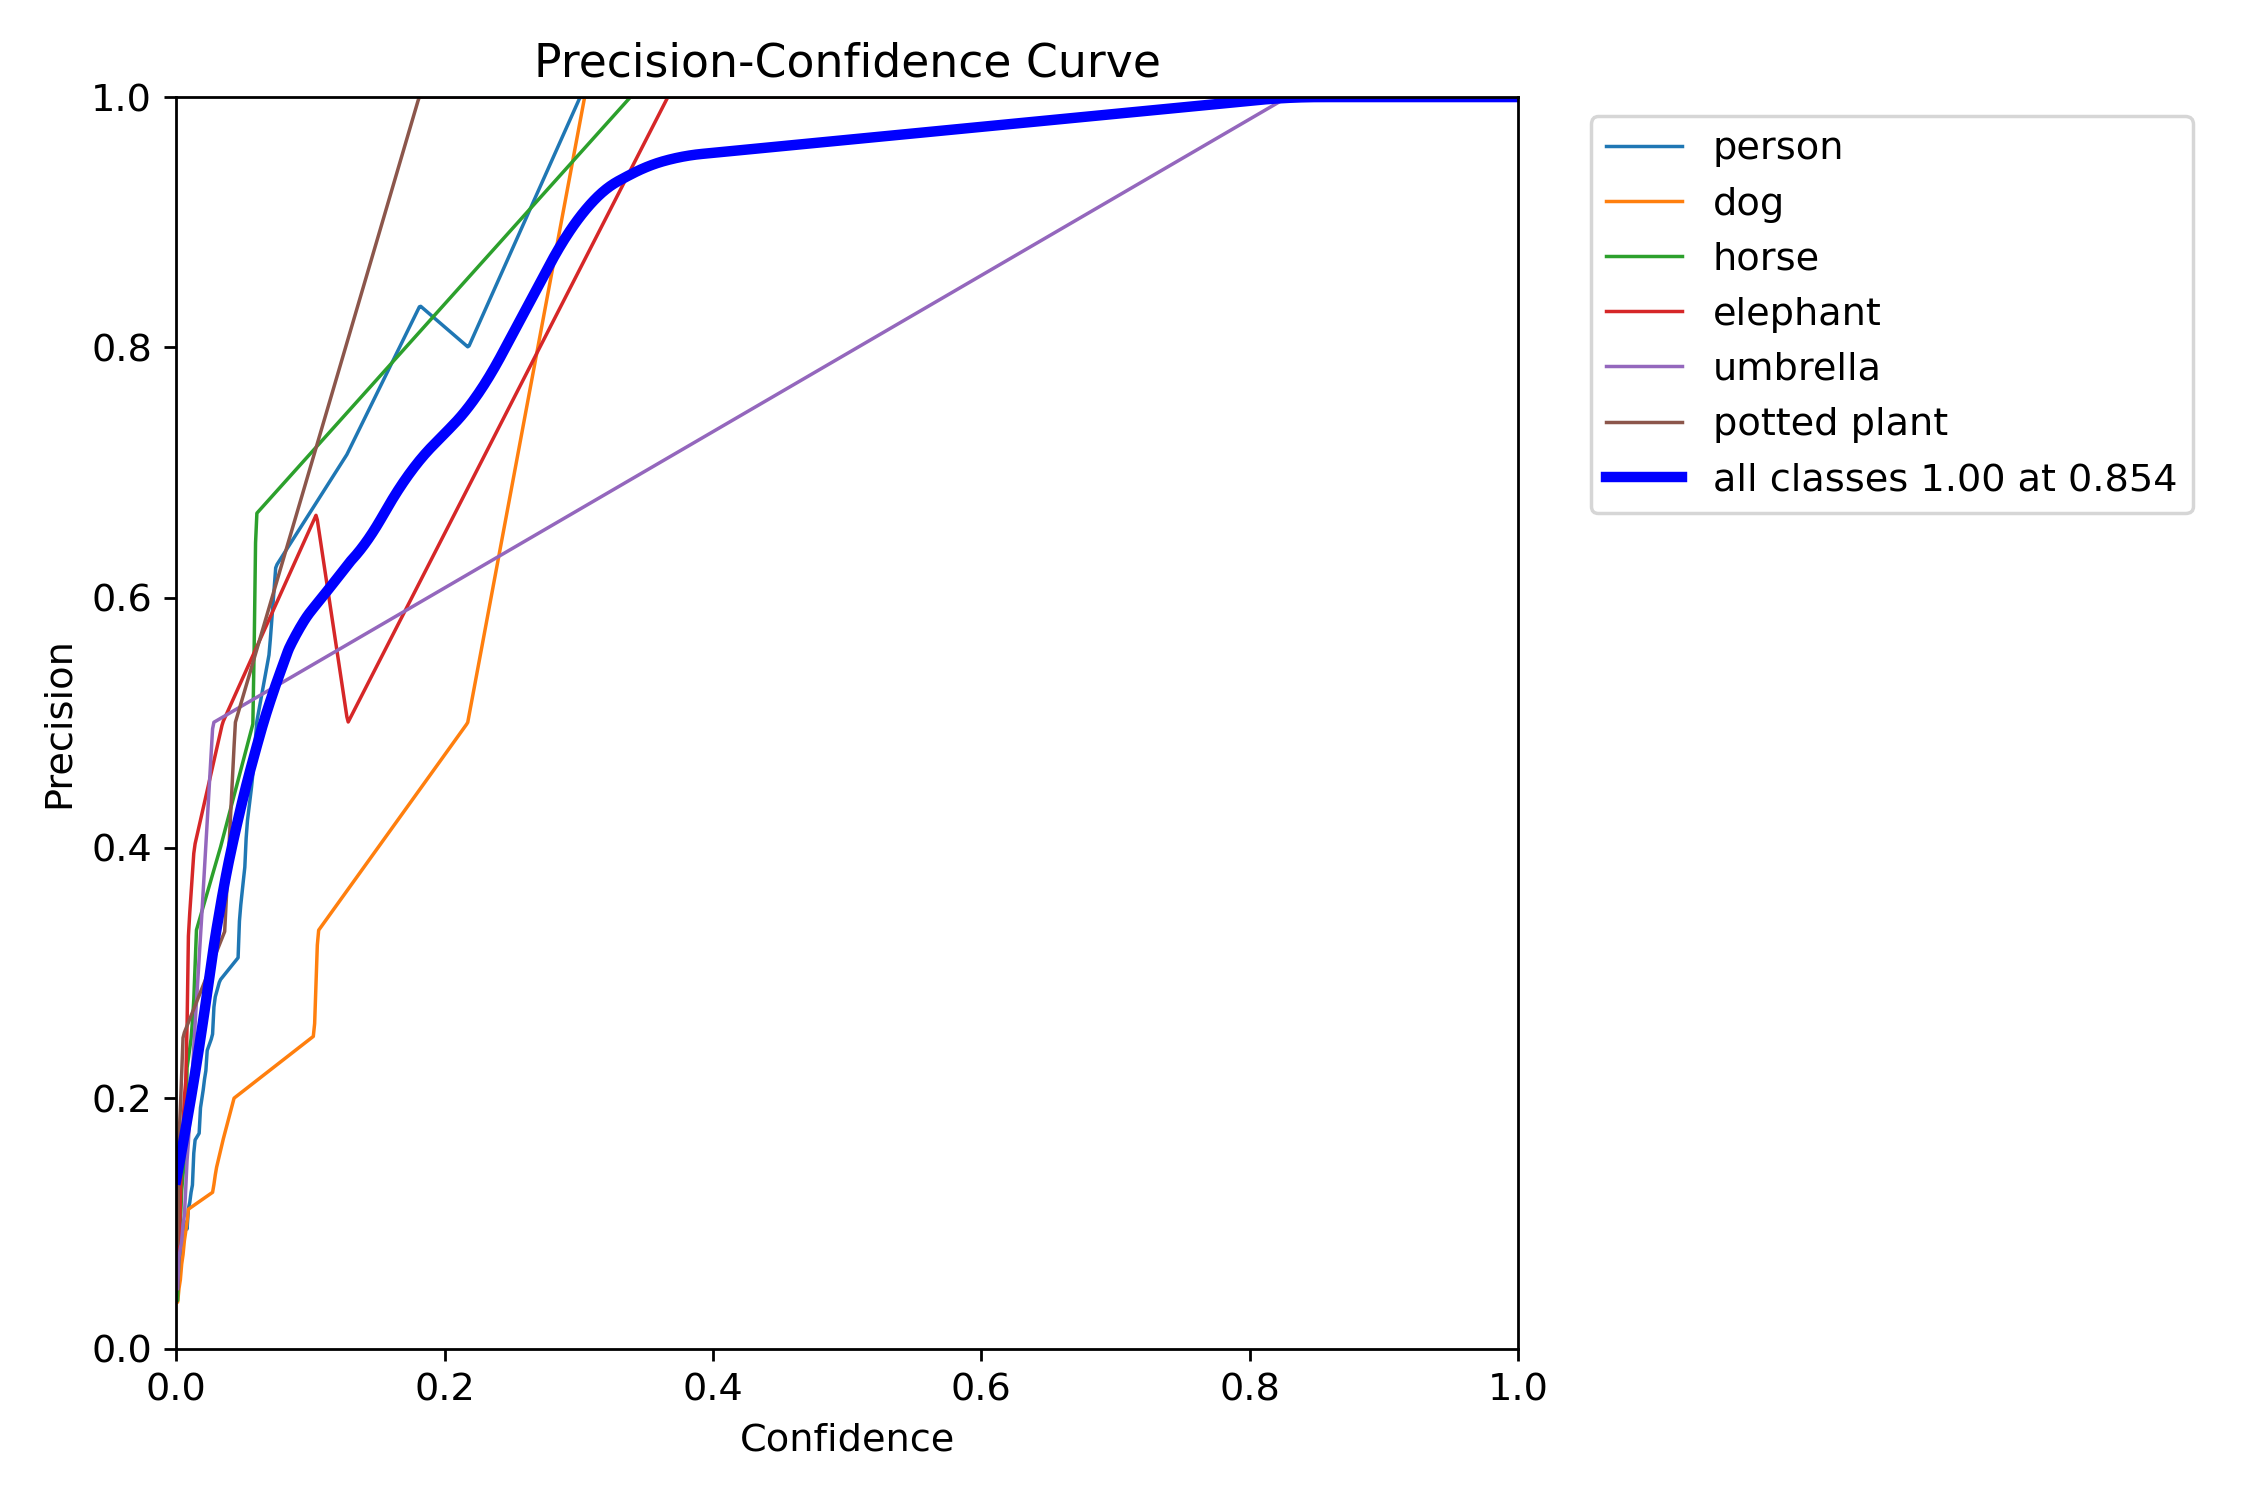 Precision-Confidence Curve
1.0
0.8
0.6
0.4
0.2
0.0
Precision
0.0 0.2 0.4 0.6 0.8 1.0
Confidence
person
dog
horse
elephant
umbrella
potted plant
all classes 1.00 at 0.854